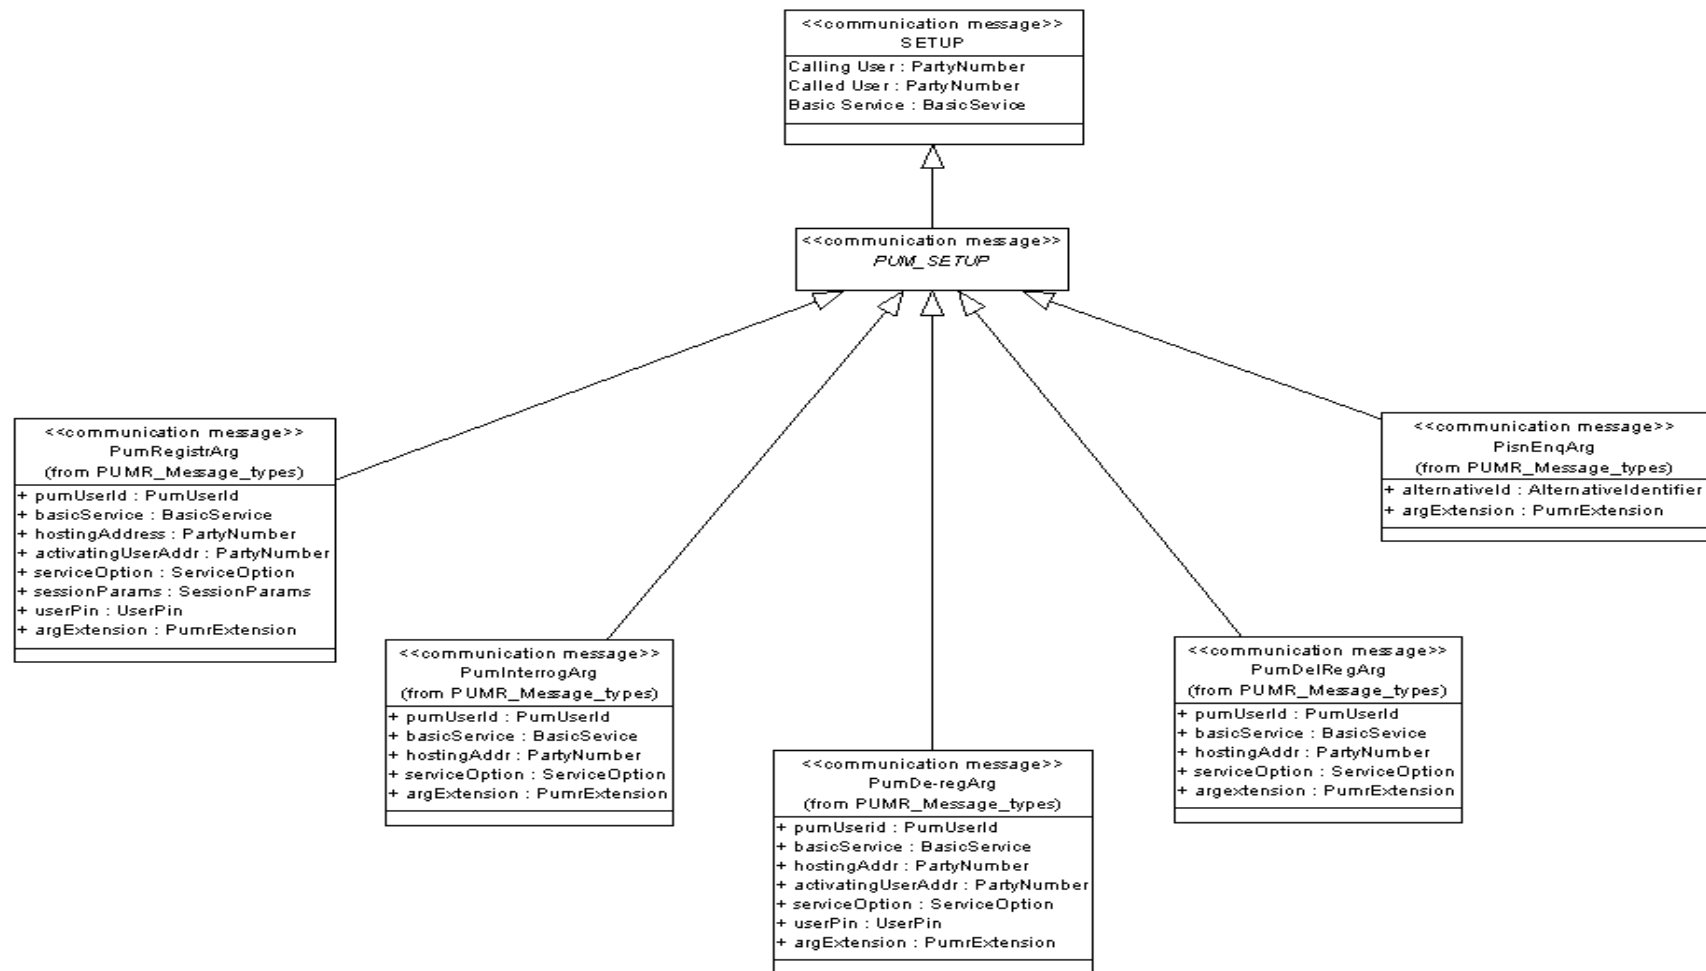 <<communication message>>
SETUP
Calling User : PartyNumber
Called User : PartyNumber
Basic Service : BasicSevice
<<communication message>>
PUM_SETUP
<<communication message>>
PumRegistrArg
(from PUMR_Message_types)
+ pumUserId : PumUserId
+ basicService : BasicService
+ hostingAddress : PartyNumber
+ activatingUserAddr : PartyNumber
+ serviceOption : ServiceOption
+ sessionParams : SessionParams
+ userPin : UserPin
+ argExtension : PumrExtension
<<communication message>>
PisnEnqArg
(from PUMR_Message_types)
+ alternativeId : AlternativeIdentifier
+ argExtension : PumrExtension
<<communication message>>
PumInterrogArg
(from PUMR_Message_types)
+ pumUserId : PumUserId
+ basicService : BasicSevice
+ hostingAddr : PartyNumber
+ serviceOption : ServiceOption
+ argExtension : PumrExtension
<<communication message>>
PumDelRegArg
(from PUMR_Message_types)
+ pumUserId : PumUserId
+ basicService : BasicSevice
+ hostingAddr : PartyNumber
+ serviceOption : ServiceOption
+ argextension : PumrExtension
<<communication message>>
PumDe-regArg
(from PUMR_Message_types)
+ pumUserid : PumUserId
+ basicService : BasicService
+ hostingAddr : PartyNumber
+ activatingUserAddr : PartyNumber
+ serviceOption : ServiceOption
+ userPin : UserPin
+ argExtension : PumrExtension